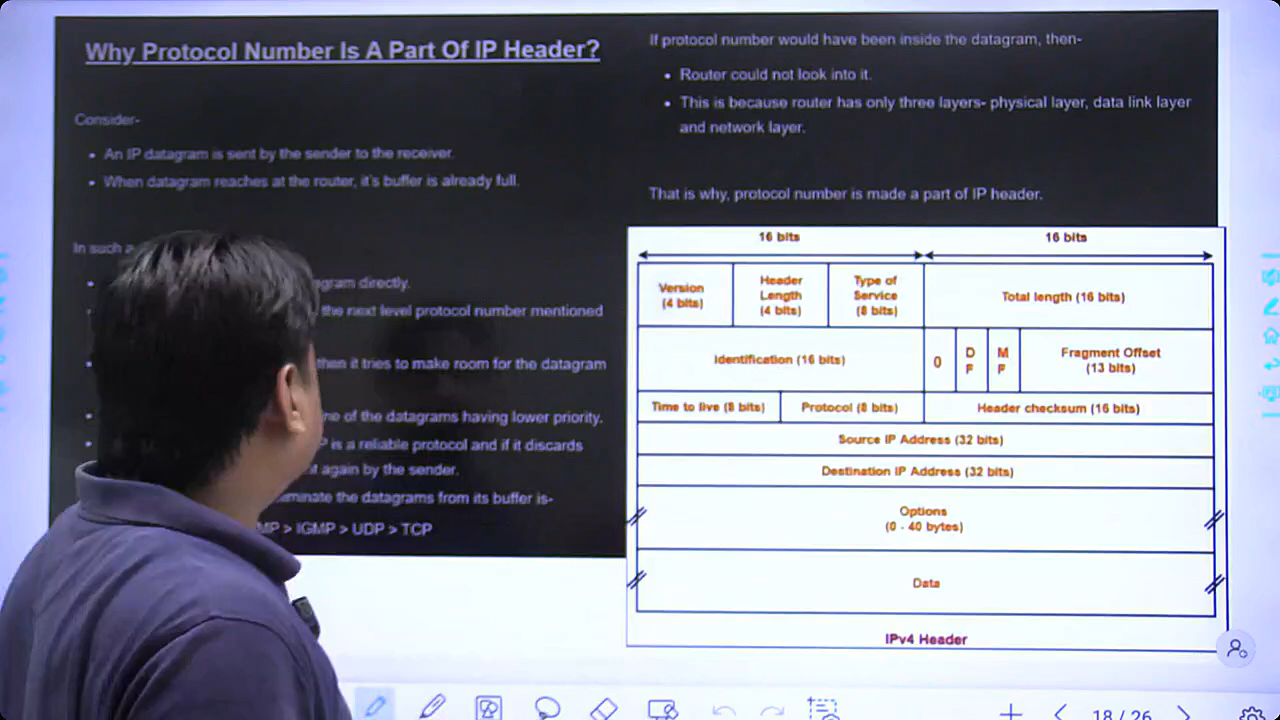 Why Protocol Number Is A Part Of IP Header?
Consider-
• An IP datagram is sent by the sender to the receiver.
• When datagram reaches at the router, it's buffer is already full.
In such a
gram directly.
the next level protocol number mentioned
then it tries to make room for the datagram
ne of the datagrams having lower priority.
P is a reliable protocol and if it discards
it again by the sender.
minate the datagrams from its buffer is-
MP > IGMP > UDP > TCP
If protocol number would have been inside the datagram, then-
• Router could not look into it.
• This is because router has only three layers- physical layer, data link layer
and network layer.
That is why, protocol number is made a part of IP header.
16 bits 16 bits
Version
(4 bits)
Header
Length
(4 bits)
Type of
Service
(8 bits)
Total length (16 bits)
Identification (16 bits)
0
D
F
M
F
Fragment Offset
(13 bits)
Time to live (8 bits)
Protocol (8 bits)
Header checksum (16 bits)
Source IP Address (32 bits)
Destination IP Address (32 bits)
Options
(0 - 40 bytes)
Data
IPv4 Header
18 / 26